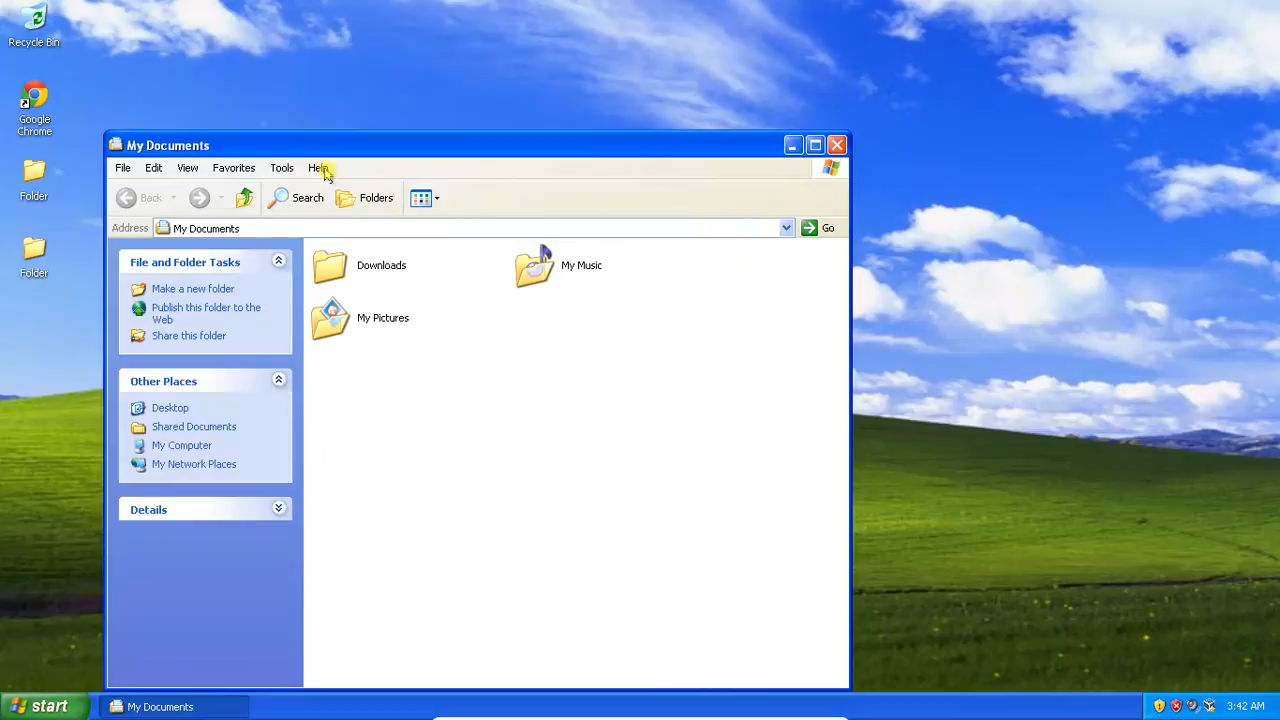 Recycle Bin
Google
Chrome
Folder
Folder
My Documents
File Edit View Favorites Tools Help
Back Search Folders
Address My Documents Go
File and Folder Tasks
Make a new folder
Publish this folder to the
Web
Share this folder
Other Places
Desktop
Shared Documents
My Computer
My Network Places
Details
Downloads
My Music
My Pictures
start My Documents 3:42 AM